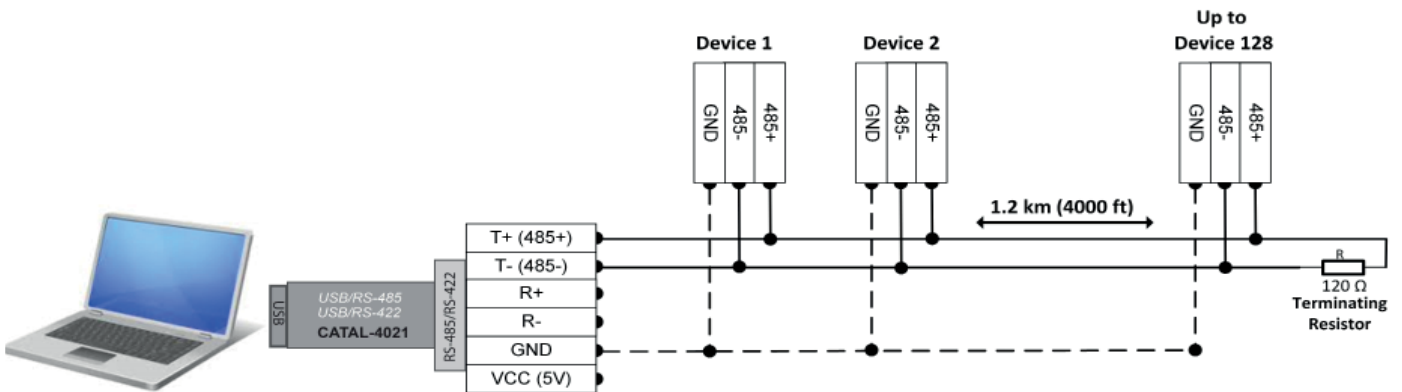 Up to
Device 1
Device 2
Device 128
GND
485-
485+
GND
485-
485+
GND
485-
485+
1.2 km (4000 ft)
T+ (485+)
T- (485-)
R+
R-
GND
VCC (5V)
RS-485/RS-422
USB
USB/RS-485
USB/RS-422
CATAL-4021
R
120 Ω
Terminating
Resistor